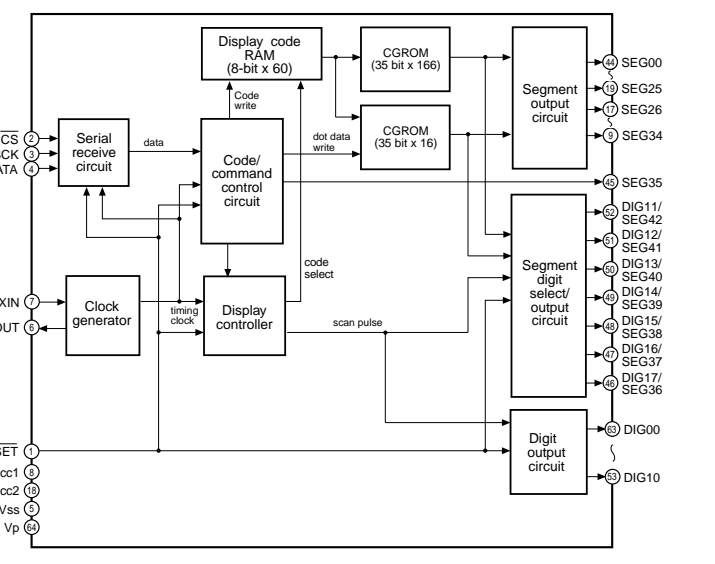 Display code
RAM
(8-bit x 60)
CGROM
(35 bit x 166)
Segment
output
circuit
44 SEG00
19 SEG25
17 SEG26
9 SEG34
Code
write
CGROM
(35 bit x 16)
CS 2
SCK 3
ATA 4
Serial
receive
circuit
data
Code/
command
control
circuit
dot data
write
45 SEG35
52 DIG11/
SEG42
51 DIG12/
SEG41
50 DIG13/
SEG40
49 DIG14/
SEG39
48 DIG15/
SEG38
47 DIG16/
SEG37
46 DIG17/
SEG36
Segment
digit
select/
output
circuit
code
select
XIN 7
OUT 6
Clock
generator
timing
clock
Display
controller
scan pulse
SET 1
cc1 8
cc2 18
Vss 5
Vp 64
Digit
output
circuit
63 DIG00
53 DIG10